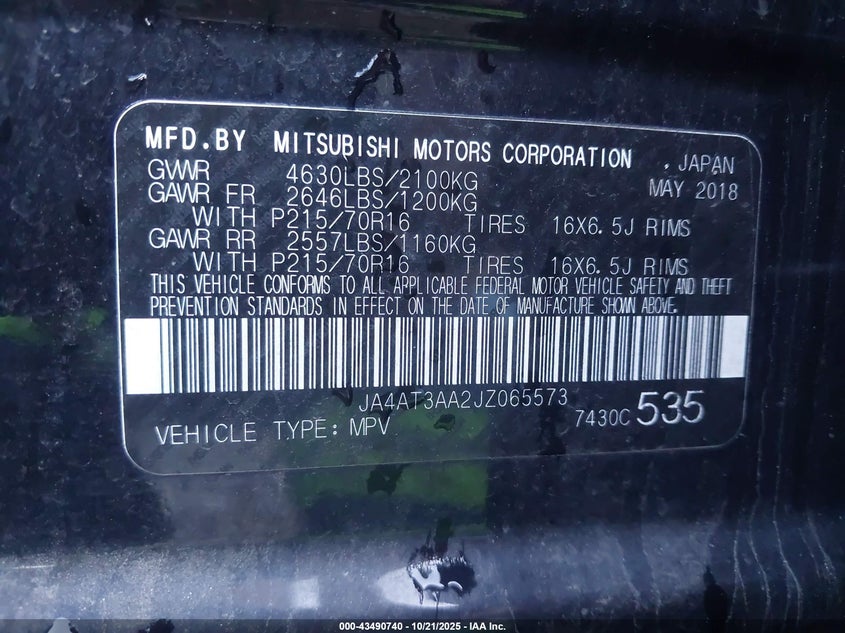 MFD.BY MITSUBISHI MOTORS CORPORATION . JAPAN
GVWR 4630LBS/2100KG MAY 2018
GAWR FR 2646LBS/1200KG
WITH P215/70R16 TIRES 16X6.5J RIMS
GAWR RR 2557LBS/1160KG
WITH P215/70R16 TIRES 16X6.5J RIMS
THIS VEHICLE CONFORMS TO ALL APPLICABLE FEDERAL MOTOR VEHICLE SAFETY AND THEFT
PREVENTION STANDARDS IN EFFECT ON THE DATE OF MANUFACTURE SHOWN ABOVE.
JA4AT3AA2JZ065573
VEHICLE TYPE: MPV 7430C 535
000-43490740 - 10/21/2025 - IAA Inc.